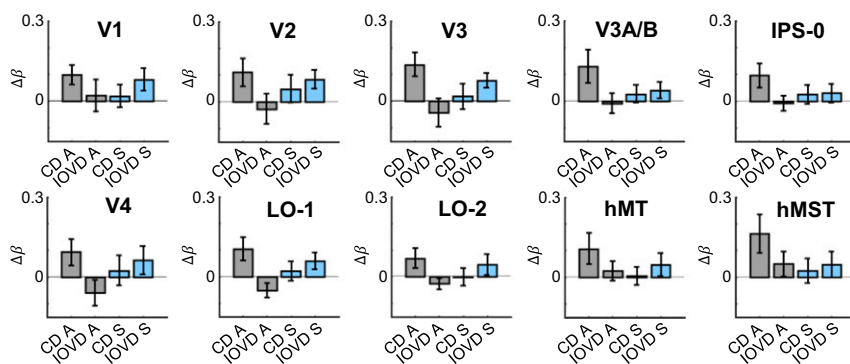 V1 V2 V3 V3A/B IPS-0
0.3 0.3 0.3 0.3 0.3
Δβ Δβ Δβ Δβ Δβ
0 0 0 0 0
CD A IOVD A CD S IOVD S CD A IOVD A CD S IOVD S CD A IOVD A CD S IOVD S CD A IOVD A CD S IOVD S CD A IOVD A CD S IOVD S
V4 LO-1 LO-2 hMT hMST
0.3 0.3 0.3 0.3 0.3
Δβ Δβ Δβ Δβ Δβ
0 0 0 0 0
CD A IOVD A CD S IOVD S CD A IOVD A CD S IOVD S CD A IOVD A CD S IOVD S CD A IOVD A CD S IOVD S CD A IOVD A CD S IOVD S